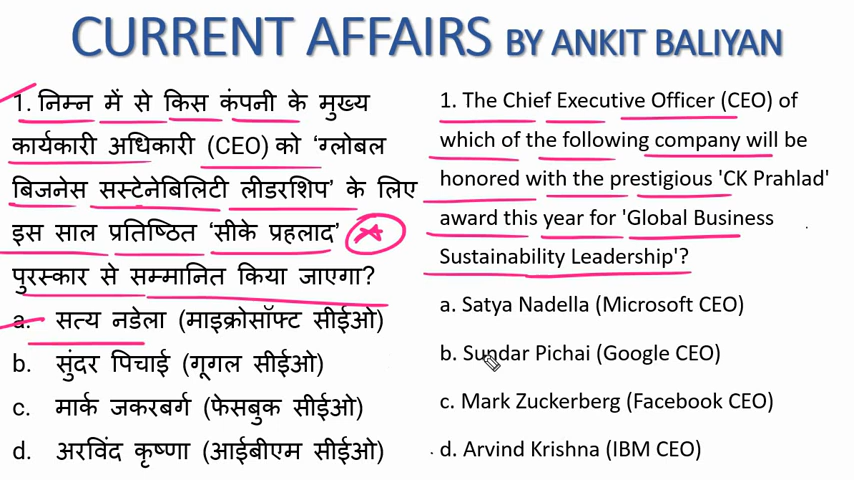 CURRENT AFFAIRS BY ANKIT BALIYAN
1. निम्न में से किस कंपनी के मुख्य
कार्यकारी अधिकारी (CEO) को ‘ग्लोबल
बिजनेस सस्टेनेबिलिटी लीडरशिप’ के लिए
इस साल प्रतिष्ठित ‘सीके प्रहलाद’
पुरस्कार से सम्मानित किया जाएगा?
a. सत्य नडेला (माइक्रोसॉफ्ट सीईओ)
b. सुंदर पिचाई (गूगल सीईओ)
c. मार्क जकरबर्ग (फेसबुक सीईओ)
d. अरविंद कृष्णा (आईबीएम सीईओ)
1. The Chief Executive Officer (CEO) of
which of the following company will be
honored with the prestigious 'CK Prahlad'
award this year for 'Global Business
Sustainability Leadership'?
a. Satya Nadella (Microsoft CEO)
b. Sundar Pichai (Google CEO)
c. Mark Zuckerberg (Facebook CEO)
d. Arvind Krishna (IBM CEO)